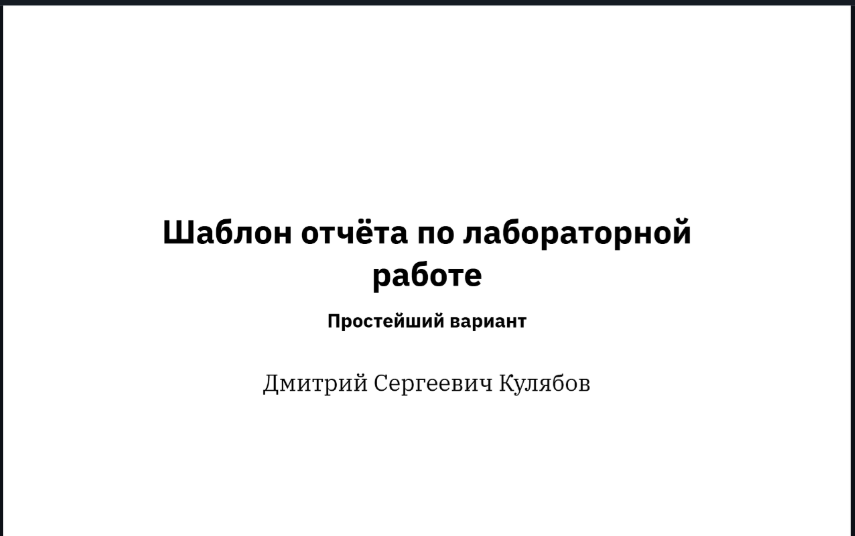 Шаблон отчёта по лабораторной
работе
Простейший вариант
Дмитрий Сергеевич Кулябов